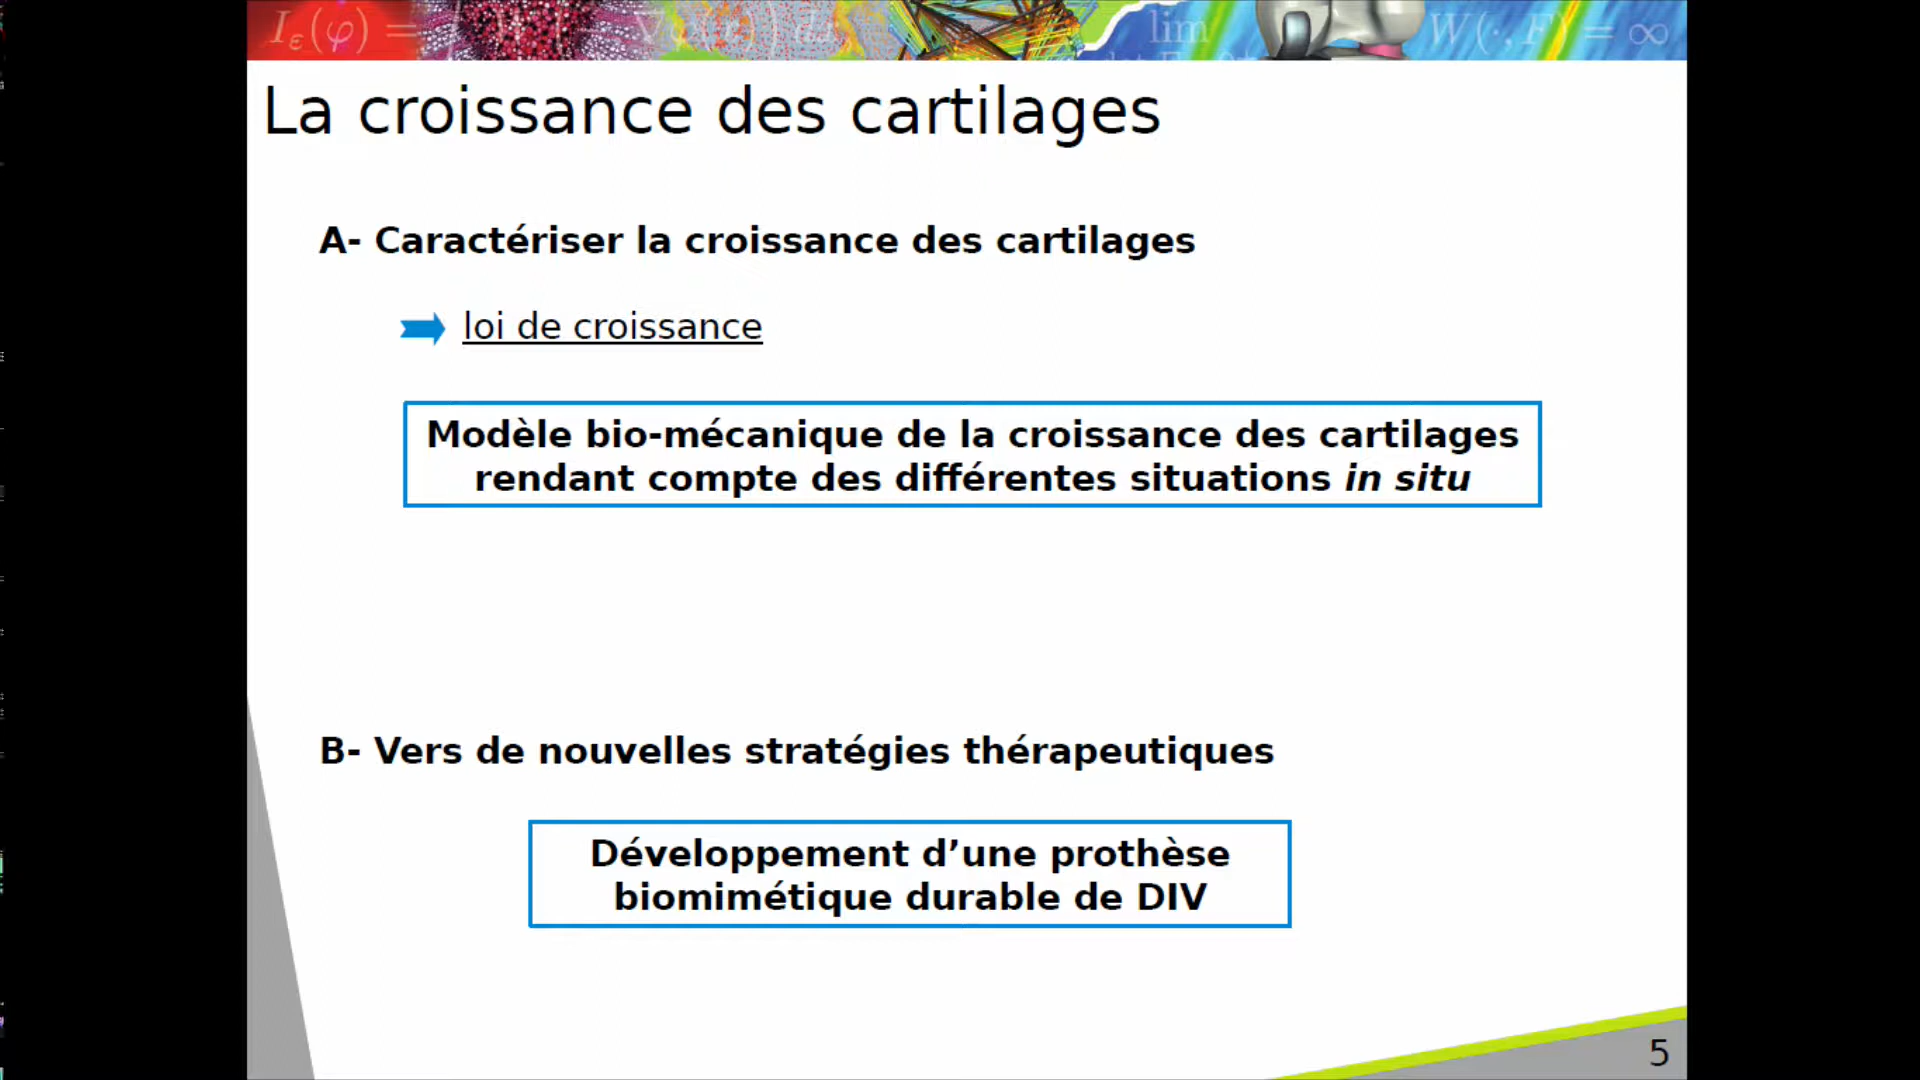 La croissance des cartilages
A- Caractériser la croissance des cartilages
loi de croissance
Modèle bio-mécanique de la croissance des cartilages
rendant compte des différentes situations in situ
B- Vers de nouvelles stratégies thérapeutiques
Développement d’une prothèse
biomimétique durable de DIV
5